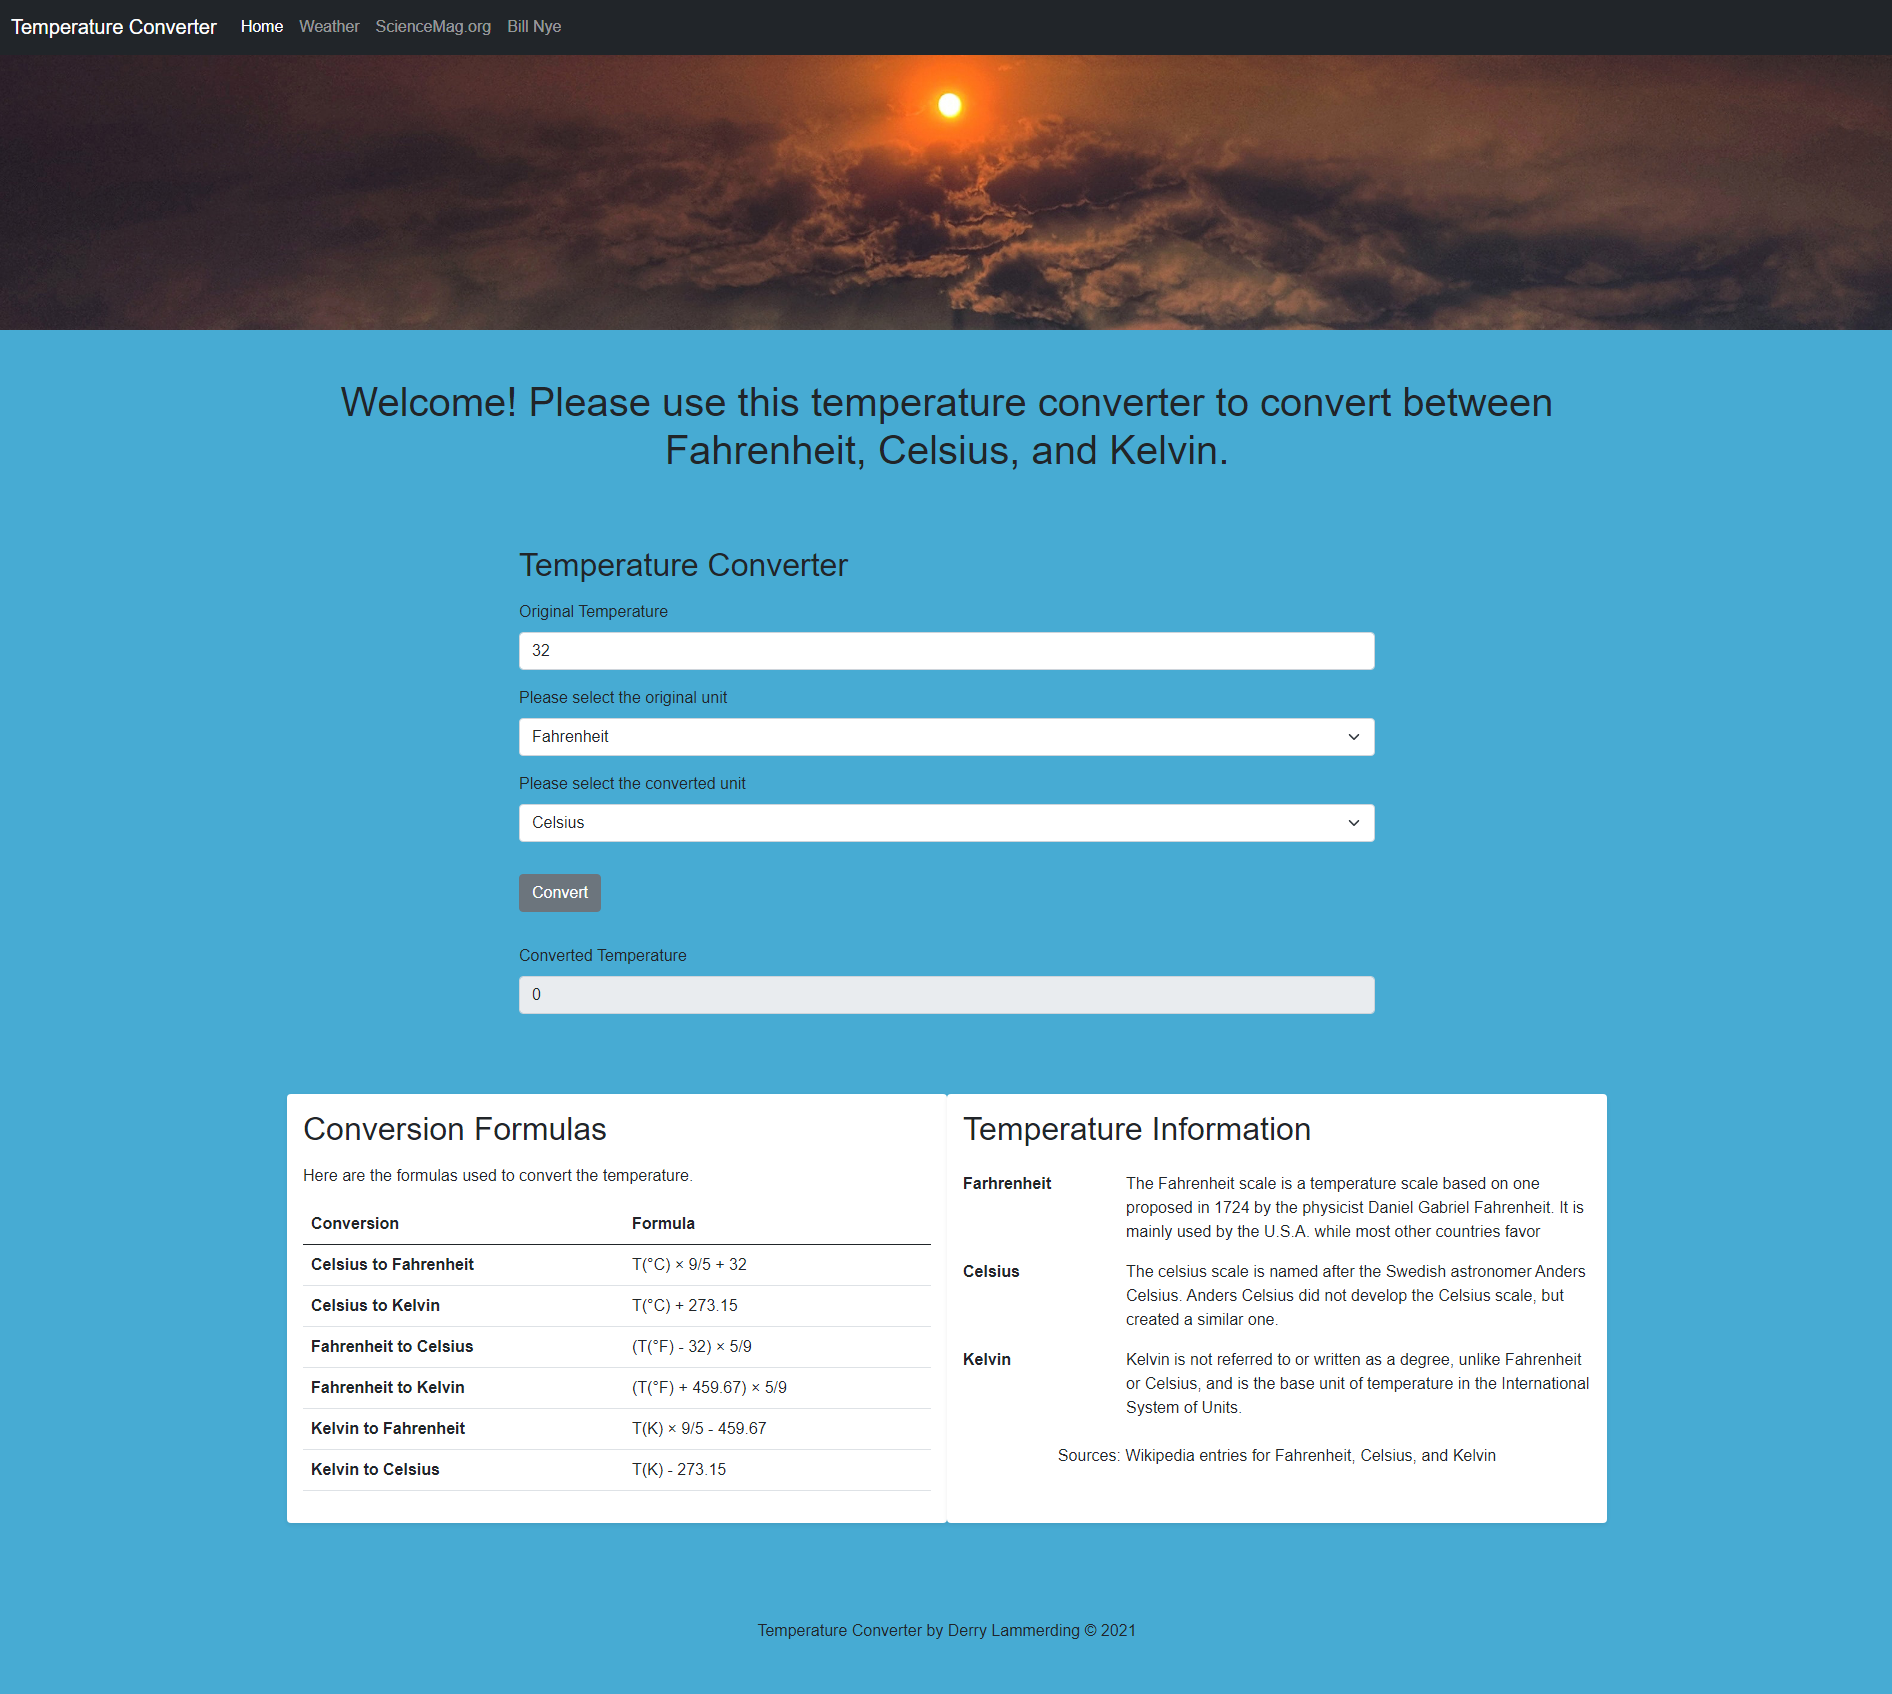 Temperature Converter Home Weather ScienceMag.org Bill Nye
Welcome! Please use this temperature converter to convert between
Fahrenheit, Celsius, and Kelvin.
Temperature Converter
Original Temperature
32
Please select the original unit
Fahrenheit
Please select the converted unit
Celsius
Convert
Converted Temperature
0
Conversion Formulas
Here are the formulas used to convert the temperature.
Conversion Formula
Celsius to Fahrenheit T(°C) × 9/5 + 32
Celsius to Kelvin T(°C) + 273.15
Fahrenheit to Celsius (T(°F) - 32) × 5/9
Fahrenheit to Kelvin (T(°F) + 459.67) × 5/9
Kelvin to Fahrenheit T(K) × 9/5 - 459.67
Kelvin to Celsius T(K) - 273.15
Temperature Information
Farhrenheit The Fahrenheit scale is a temperature scale based on one
proposed in 1724 by the physicist Daniel Gabriel Fahrenheit. It is
mainly used by the U.S.A. while most other countries favor
Celsius The celsius scale is named after the Swedish astronomer Anders
Celsius. Anders Celsius did not develop the Celsius scale, but
created a similar one.
Kelvin Kelvin is not referred to or written as a degree, unlike Fahrenheit
or Celsius, and is the base unit of temperature in the International
System of Units.
Sources: Wikipedia entries for Fahrenheit, Celsius, and Kelvin
Temperature Converter by Derry Lammerding © 2021